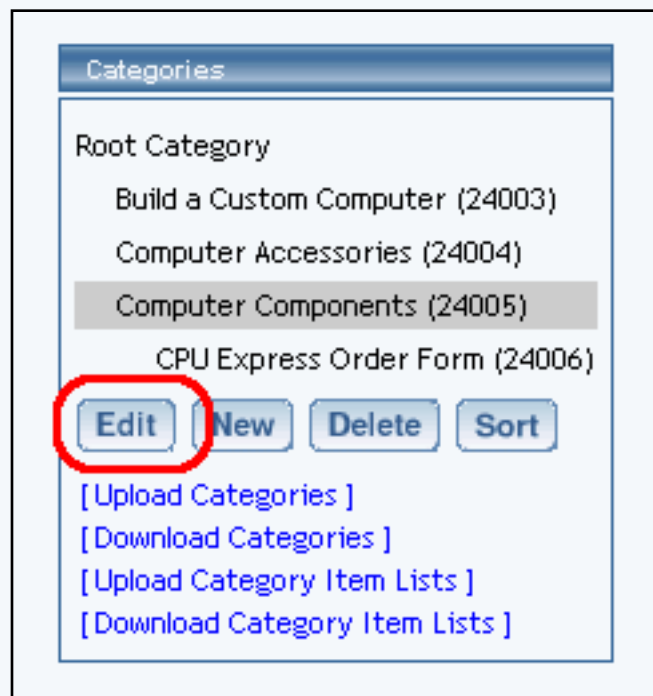 Categories
Root Category
Build a Custom Computer (24003)
Computer Accessories (24004)
Computer Components (24005)
CPU Express Order Form (24006)
Edit New Delete Sort
[ Upload Categories ]
[ Download Categories ]
[ Upload Category Item Lists ]
[ Download Category Item Lists ]